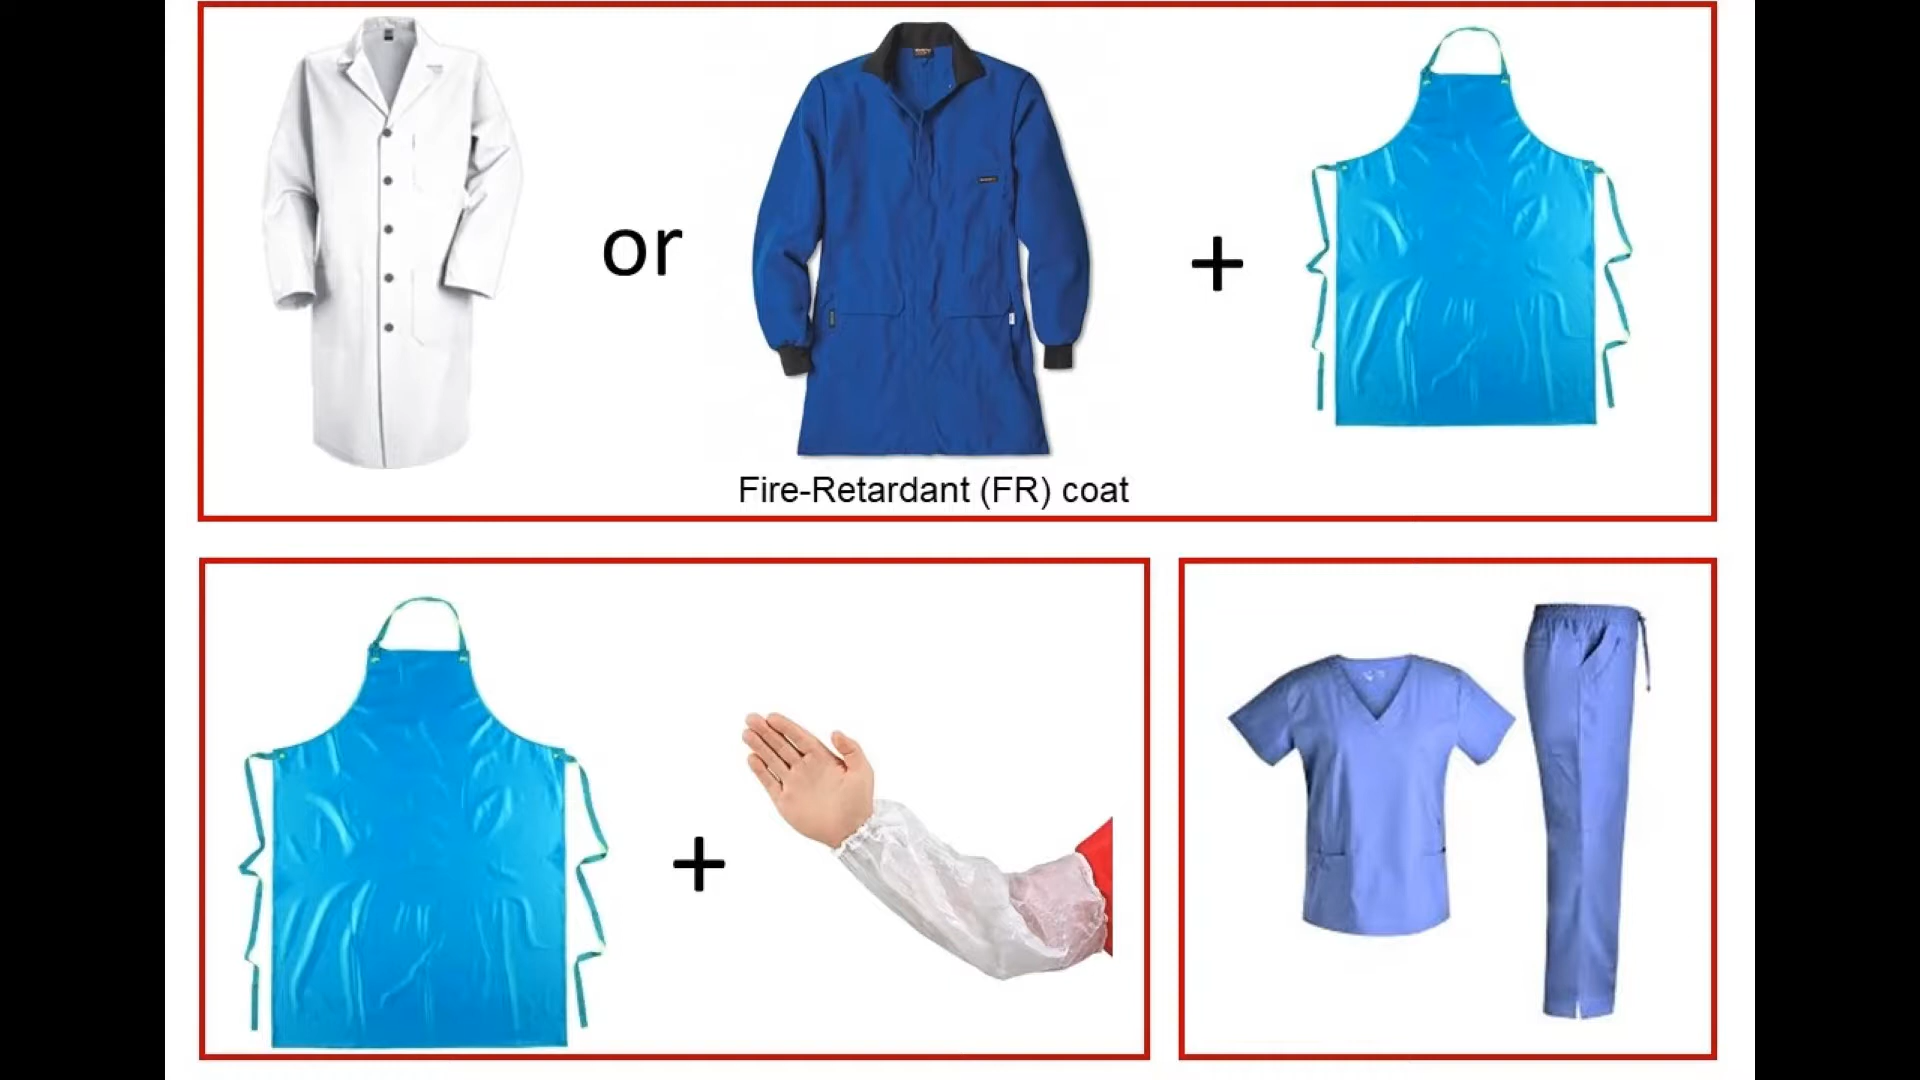 or
+
Fire-Retardant (FR) coat
+